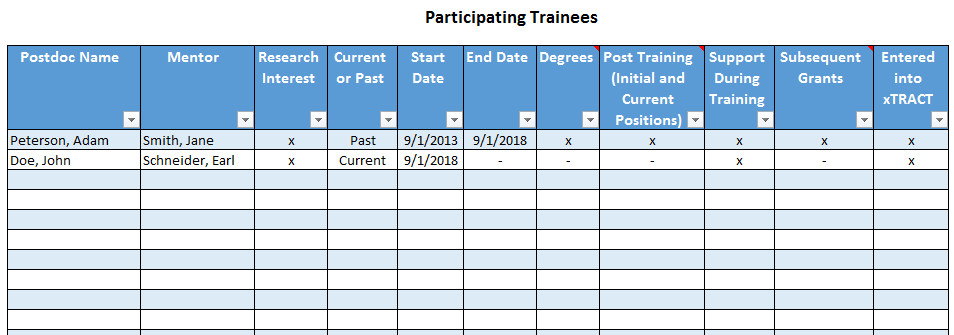 Participating Trainees
Postdoc Name Mentor Research Interest Current or Past Start Date End Date Degrees Post Training (Initial and Current Positions) Support During Training Subsequent Grants Entered into xTRACT
Peterson, Adam Smith, Jane x Past 9/1/2013 9/1/2018 x x x x x
Doe, John Schneider, Earl x Current 9/1/2018 - - - x - x